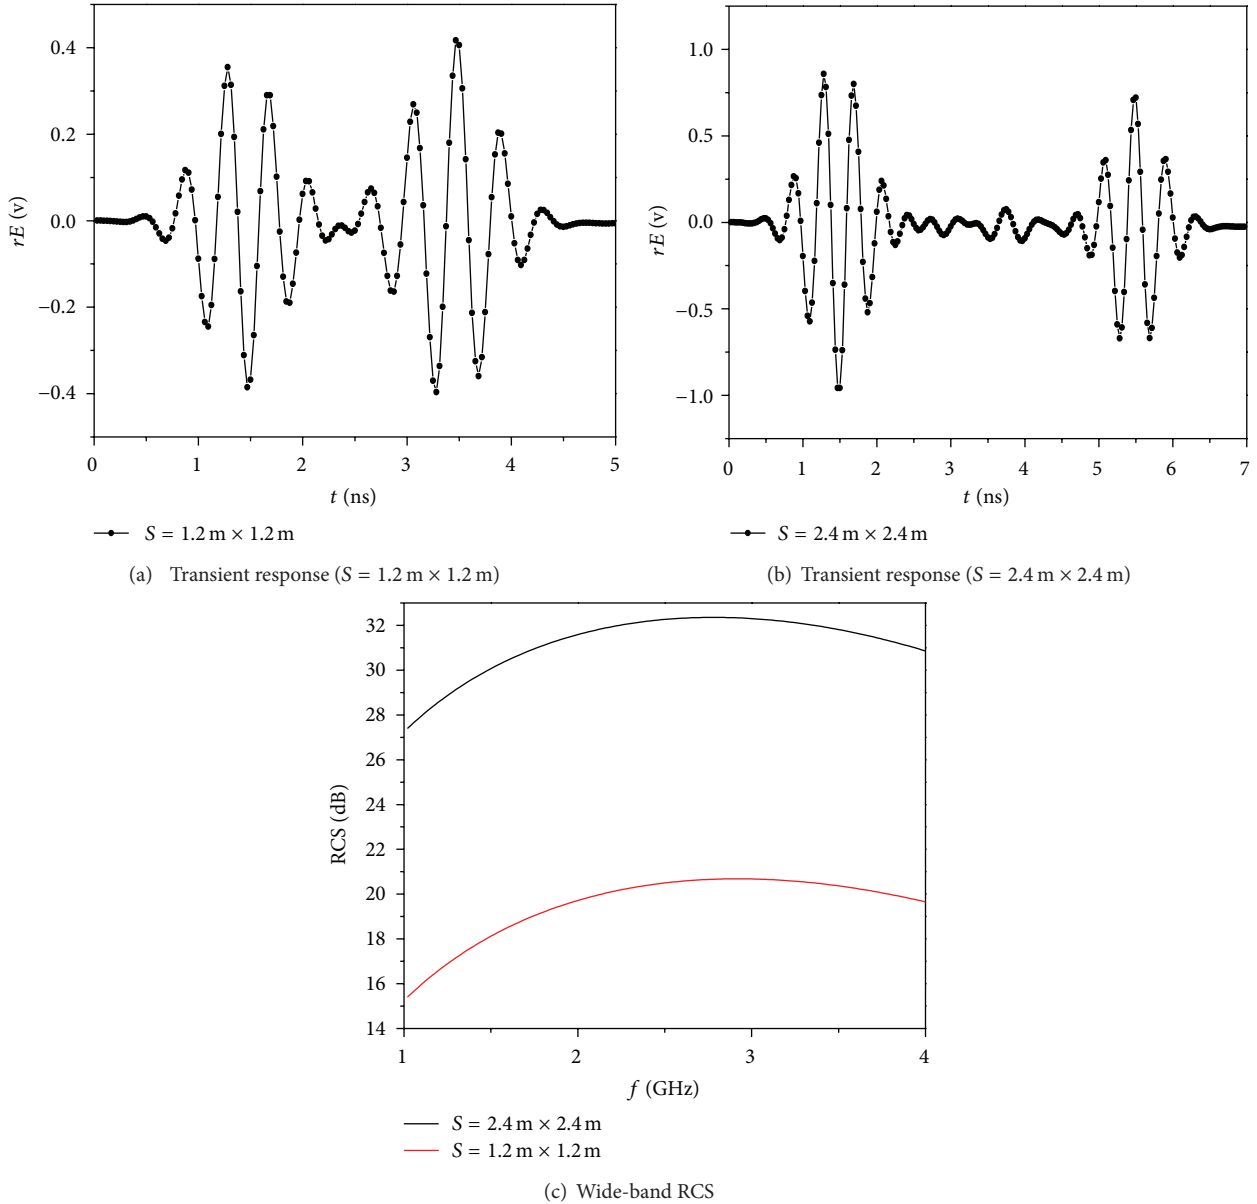 0.4
0.2
0.0
−0.2
−0.4
rE (v)
0 1 2 3 4 5
t (ns)
S = 1.2 m × 1.2 m
(a) Transient response (S = 1.2 m × 1.2 m)
1.0
0.5
0.0
−0.5
−1.0
rE (v)
0 1 2 3 4 5 6 7
t (ns)
S = 2.4 m × 2.4 m
(b) Transient response (S = 2.4 m × 2.4 m)
32
30
28
26
24
22
20
18
16
14
RCS (dB)
1 2 3 4
f (GHz)
S = 2.4 m × 2.4 m
S = 1.2 m × 1.2 m
(c) Wide-band RCS